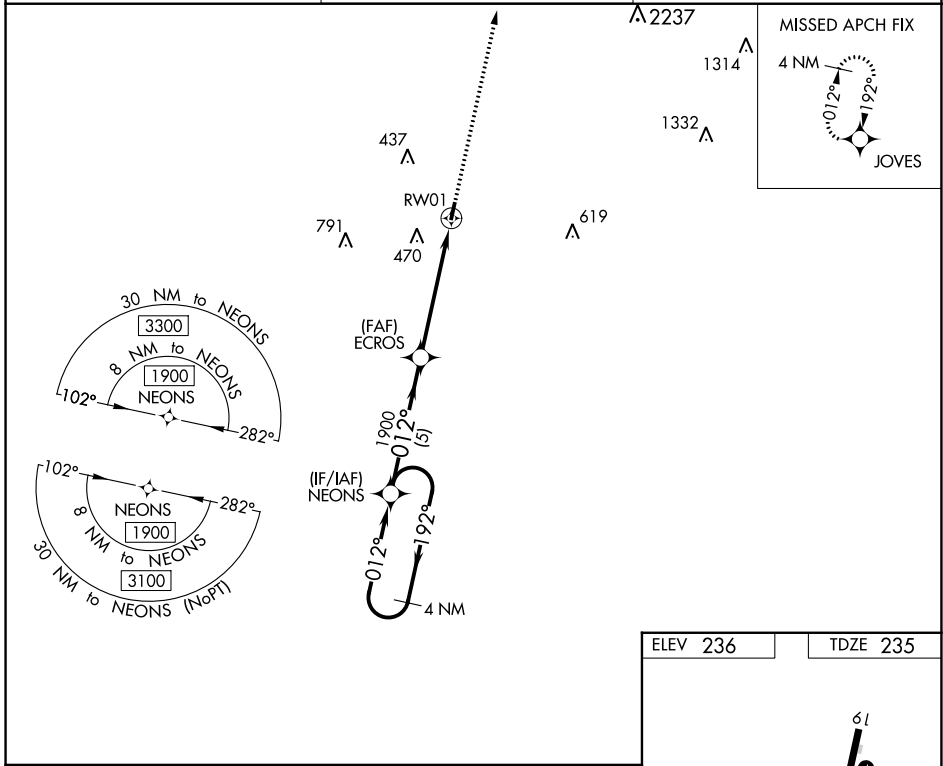 2237
1314
MISSED APCH FIX
4 NM
012°
192°
JOVES
1332
437
RW01
791
470
619
30 NM to NEONS
3300
8 NM to NEONS
1900
NEONS
102°
282°
(FAF)
ECROS
1900
012°
(5)
102°
282°
NEONS
1900
8 NM to NEONS
3100
30 NM to NEONS (NoPT)
(IF/IAF)
NEONS
012°
192°
4 NM
ELEV 236
TDZE 235
19